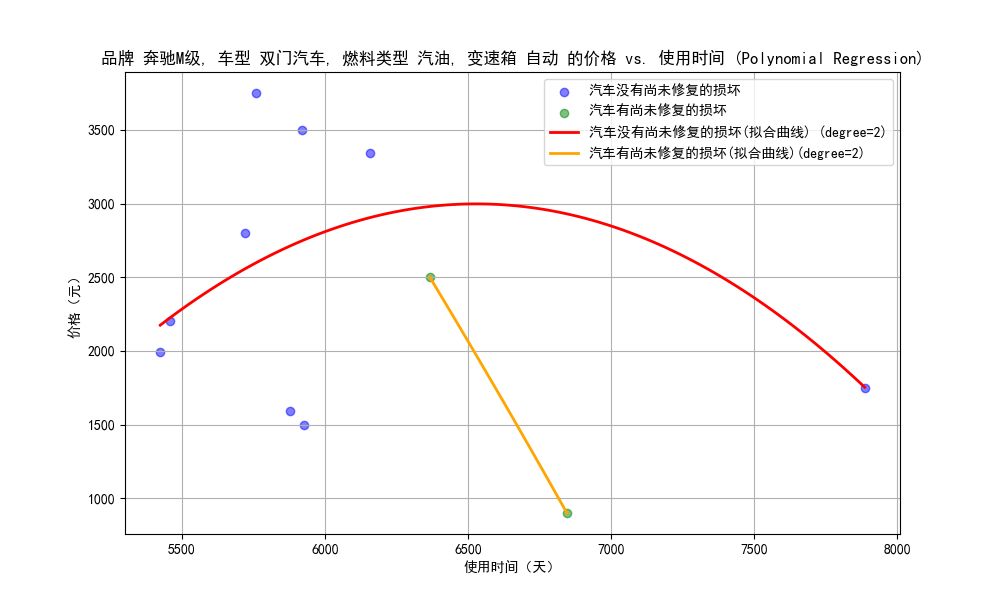 品牌 奔驰M级, 车型 双门汽车, 燃料类型 汽油, 变速箱 自动 的价格 vs. 使用时间 (Polynomial Regression)
汽车没有尚未修复的损坏
汽车有尚未修复的损坏
汽车没有尚未修复的损坏(拟合曲线) (degree=2)
汽车有尚未修复的损坏(拟合曲线)(degree=2)
价格（元）
3500
3000
2500
2000
1500
1000
5500 6000 6500 7000 7500 8000
使用时间（天）